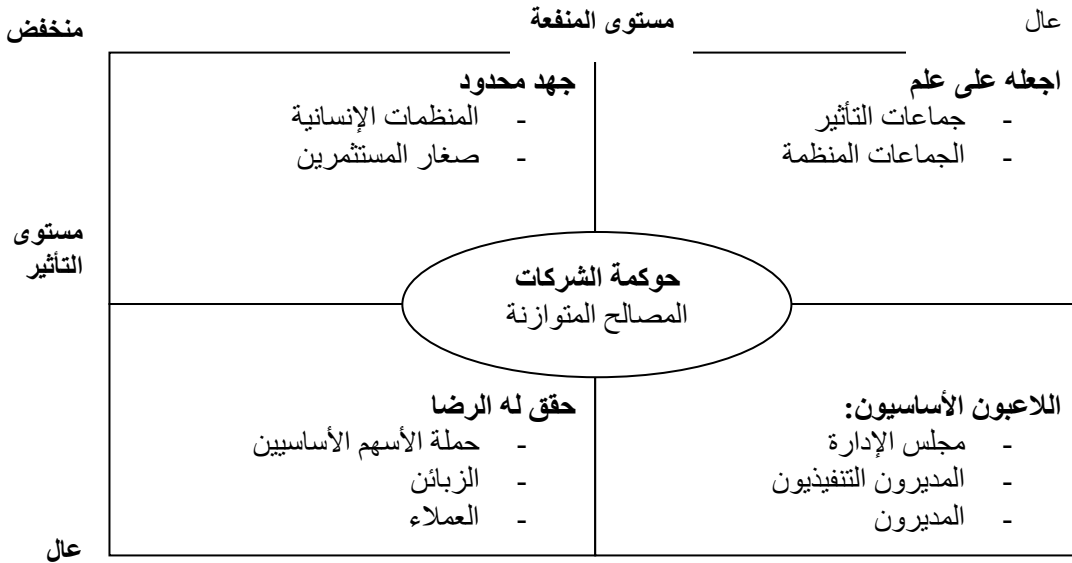 عال
مستوى المنفعة
منخفض
اجعله على علم
- جماعات التأثير
- الجماعات المنظمة
جهد محدود
- المنظمات الإنسانية
- صغار المستثمرين
مستوى
التأثير
حوكمة الشركات
المصالح المتوازنة
اللاعبون الأساسيون:
- مجلس الإدارة
- المديرون التنفيذيون
- المديرون
حقق له الرضا
- حملة الأسهم الأساسيين
- الزبائن
- العملاء
عال